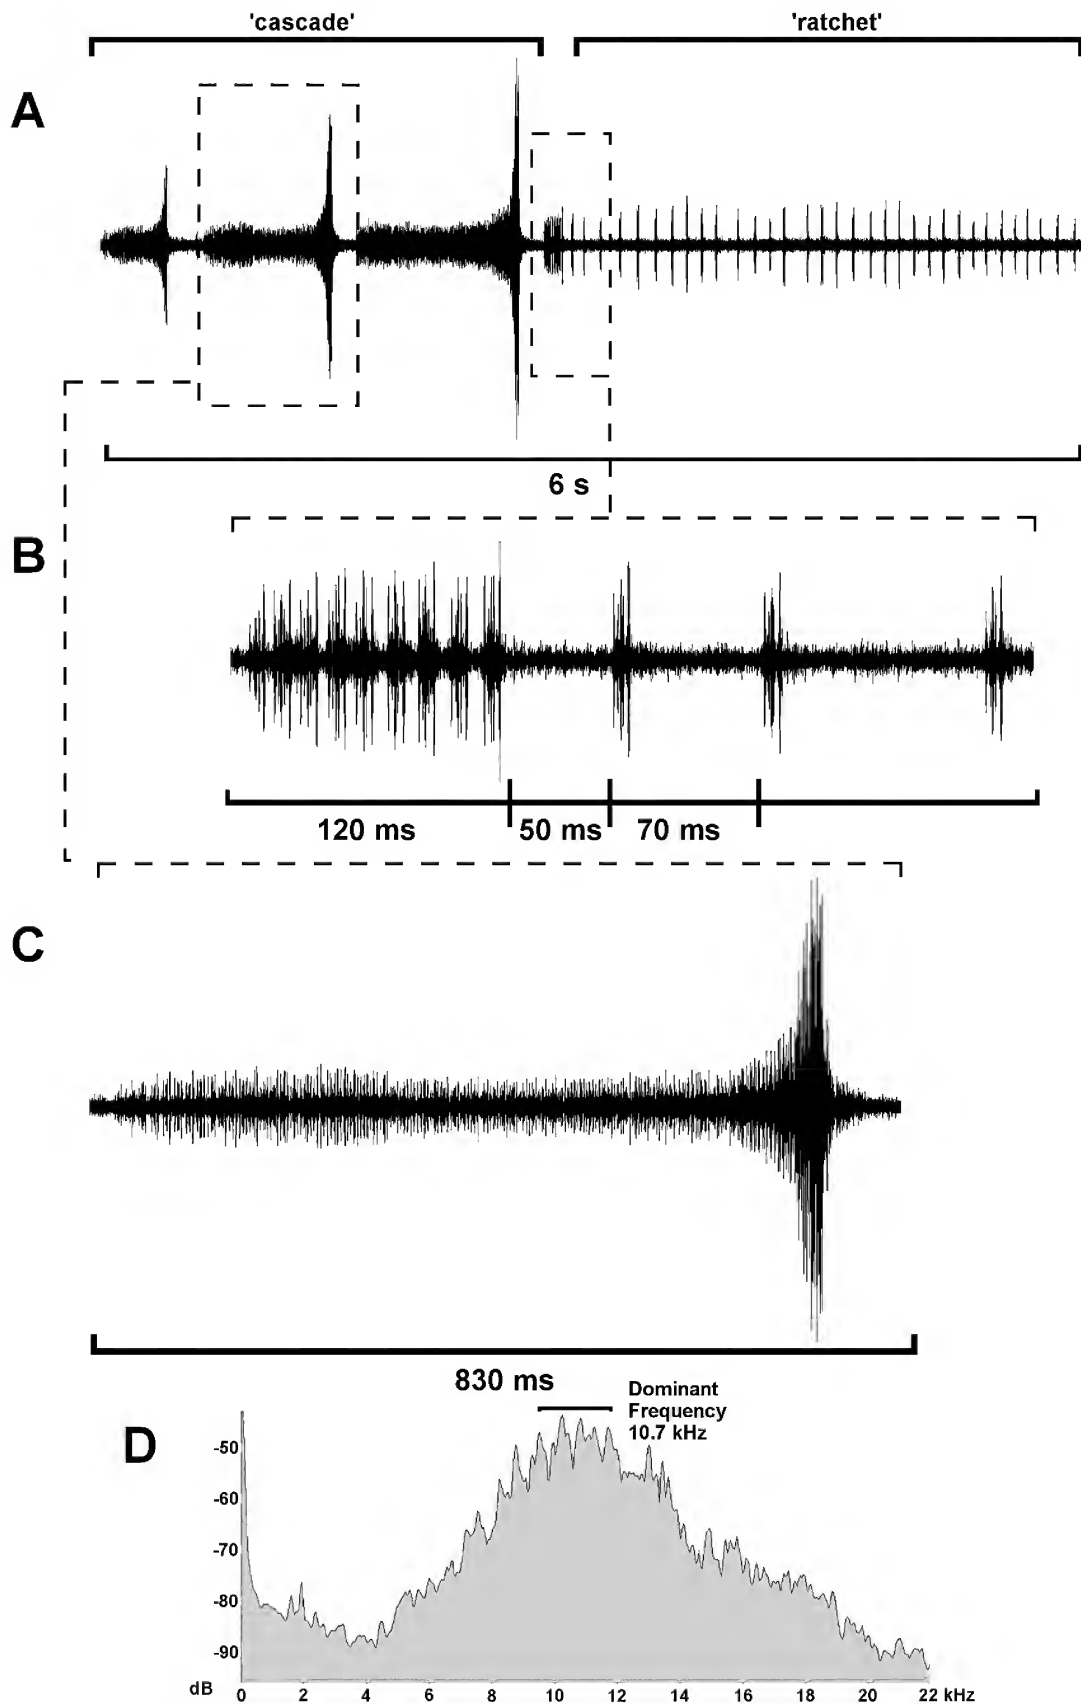 'cascade' 'ratchet'
A
6 s
B
120 ms 50 ms 70 ms
C
830 ms
Dominant
Frequency
10.7 kHz
D
-50
-60
-70
-80
-90
dB 0 2 4 6 8 10 12 14 16 18 20 22 kHz